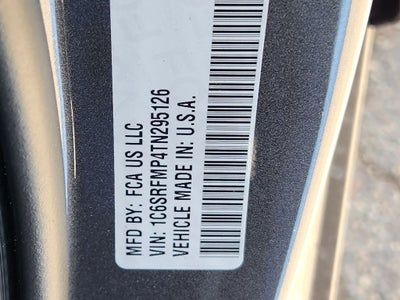 MFD BY: FCA US LLC
VIN: 1C6SRFMP4TN295126
VEHICLE MADE IN: U.S.A.